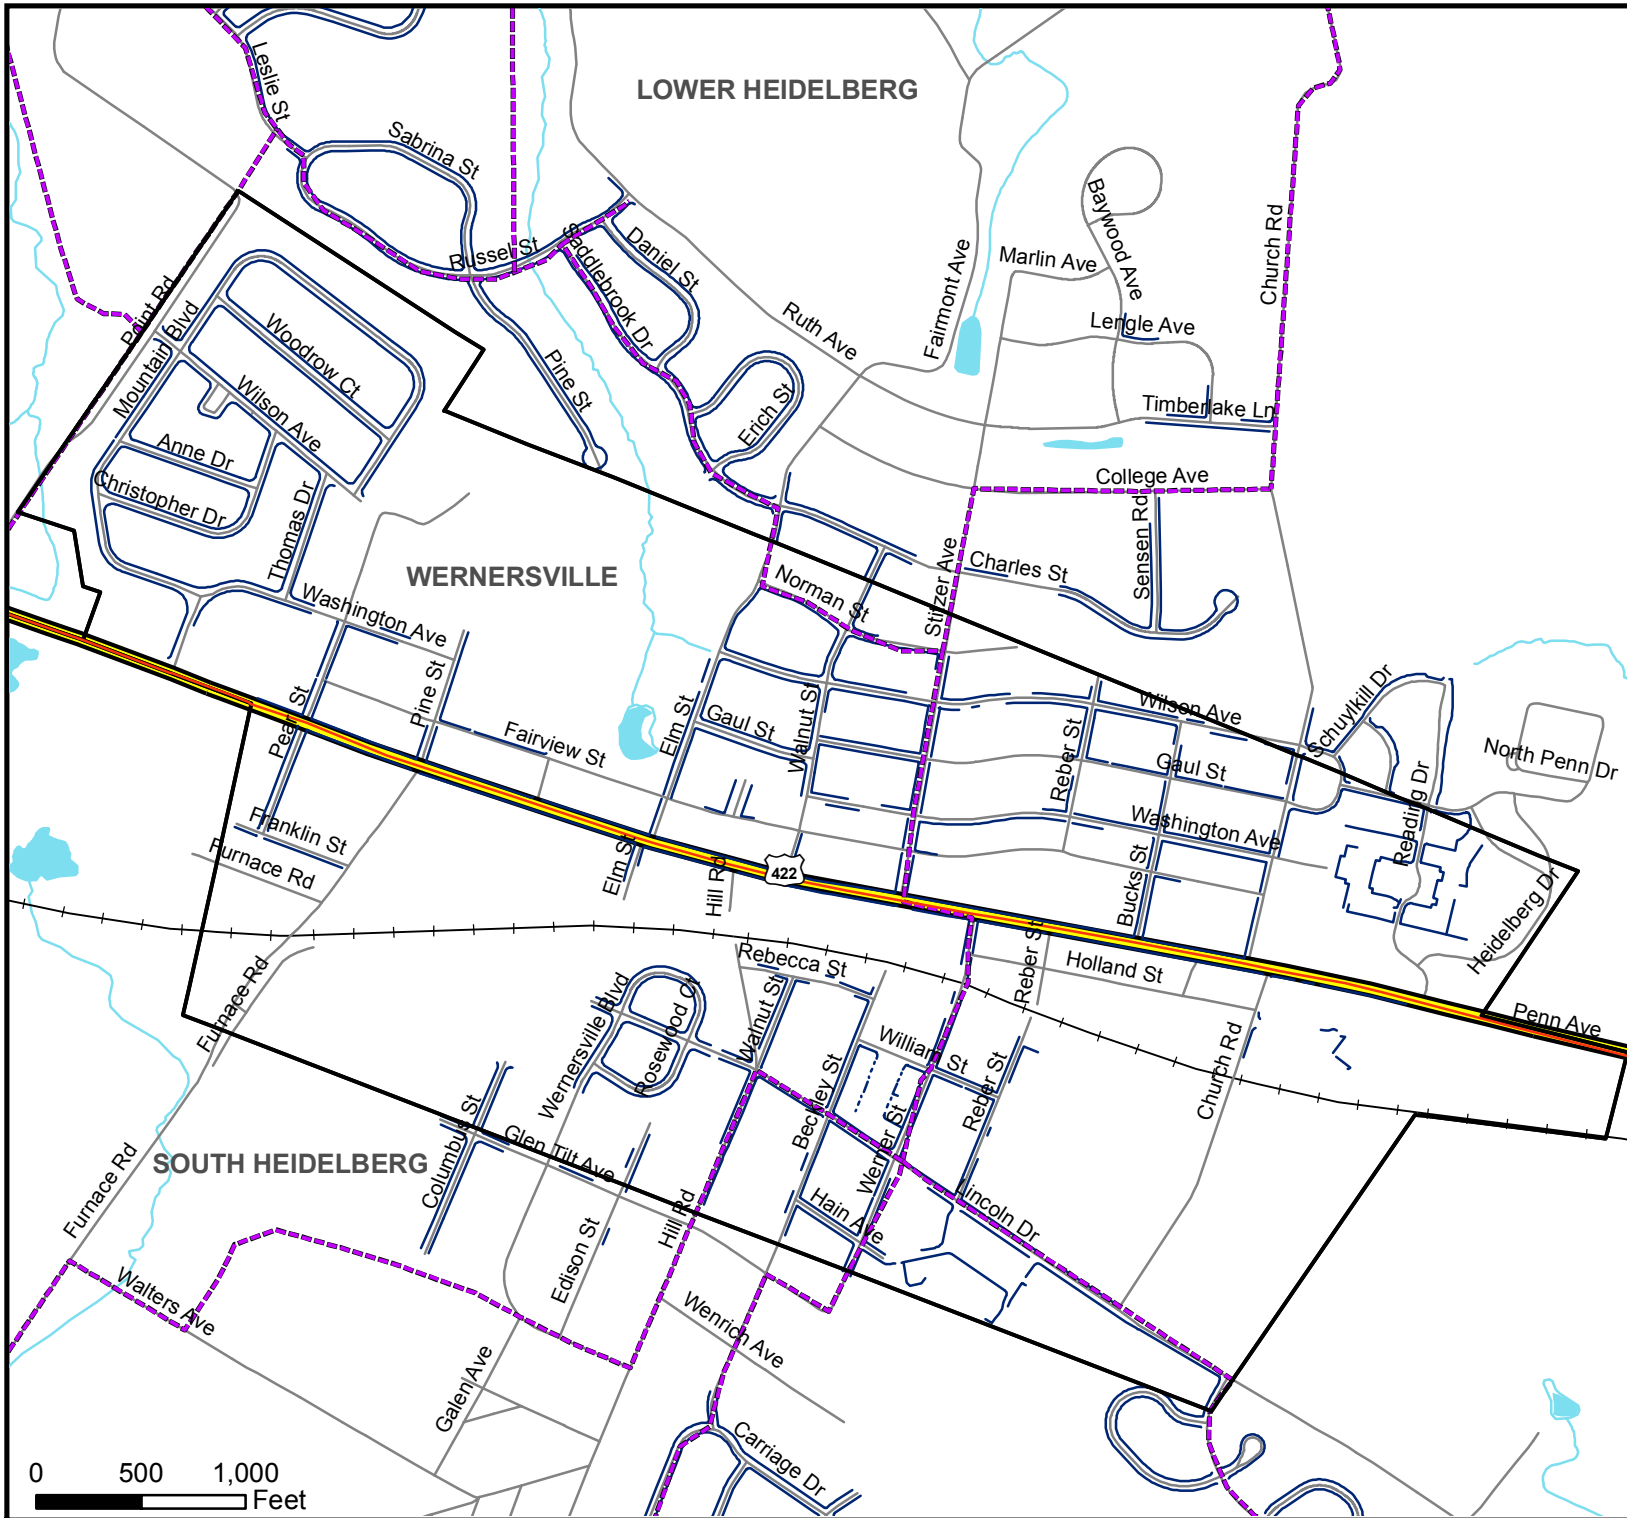 LOWER HEIDELBERG
Leslie St
Sabrina St
Russel St
Saddlebrook Dr
Daniel St
Baywood Ave
Marlin Ave
Church Rd
Lengle Ave
Fairmont Ave
Ruth Ave
Point Rd
Mountain Blvd
Woodrow Ct
Wilson Ave
Pine St
Erich St
Timberlake Ln
Anne Dr
Christopher Dr
Thomas Dr
College Ave
Sensen Rd
WERNERSVILLE
Norman St
Stitzer Ave
Charles St
Washington Ave
Pear St
Pine St
Fairview St
Elm St
Gaul St
Walnut St
Reber St
Wilson Ave
Gaul St
Schuylkill Dr
North Penn Dr
Reading Dr
Washington Ave
Franklin St
Furnace Rd
Elm St
Hill Rd
422
Bucks St
Heidelberg Dr
Rebecca St
Reber St
Holland St
Penn Ave
Furnace Rd
Wernersville Blvd
Rosewood Ct
Walnut St
William St
Beckley St
Reber St
Church Rd
Columbus St
Glen Tilt Ave
Werner St
Furnace Rd
SOUTH HEIDELBERG
Hill Rd
Hain Ave
Lincoln Dr
Edison St
Walters Ave
Wenrich Ave
Galen Ave
Carriage Dr
0 500 1,000
Feet